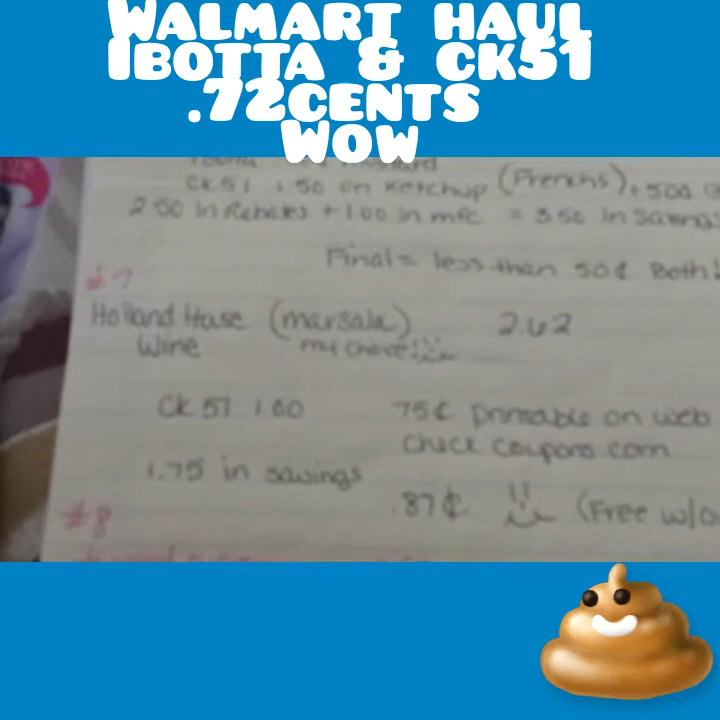 WALMART HAUL
IBOTTA & CK51
.72CENTS
WOW
CK51 1.50 on Ketchup (Frenchs) + 50¢
2.50 in Rebates + 1.00 in mfc = 3.50 in Savings
Final = less than 50¢ Both!
#7
Holland House (marsala) 2.62
Wine my choice!
CK 51 1.00 75¢ printable on web
Check Coupons.com
1.75 in savings
.87¢ (Free w/o
#8